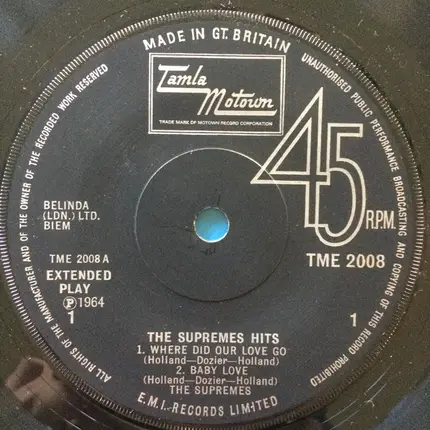 MADE IN GT. BRITAIN
ALL RIGHTS OF THE MANUFACTURER AND OF THE OWNER OF THE RECORDED WORK RESERVED
UNAUTHORISED PUBLIC PERFORMANCE BROADCASTING AND COPYING OF THIS RECORD PROHIBITED
Tamla
Motown
TRADE MARK OF MOTOWN RECORD CORPORATION
45
R.P.M.
BELINDA
(LDN.) LTD.
BIEM
TME 2008 A
EXTENDED
PLAY
Ⓟ1964
1
TME 2008
1
THE SUPREMES HITS
1. WHERE DID OUR LOVE GO
(Holland—Dozier—Holland)
2. BABY LOVE
(Holland—Dozier—Holland)
THE SUPREMES
E.M.I. RECORDS LIMITED